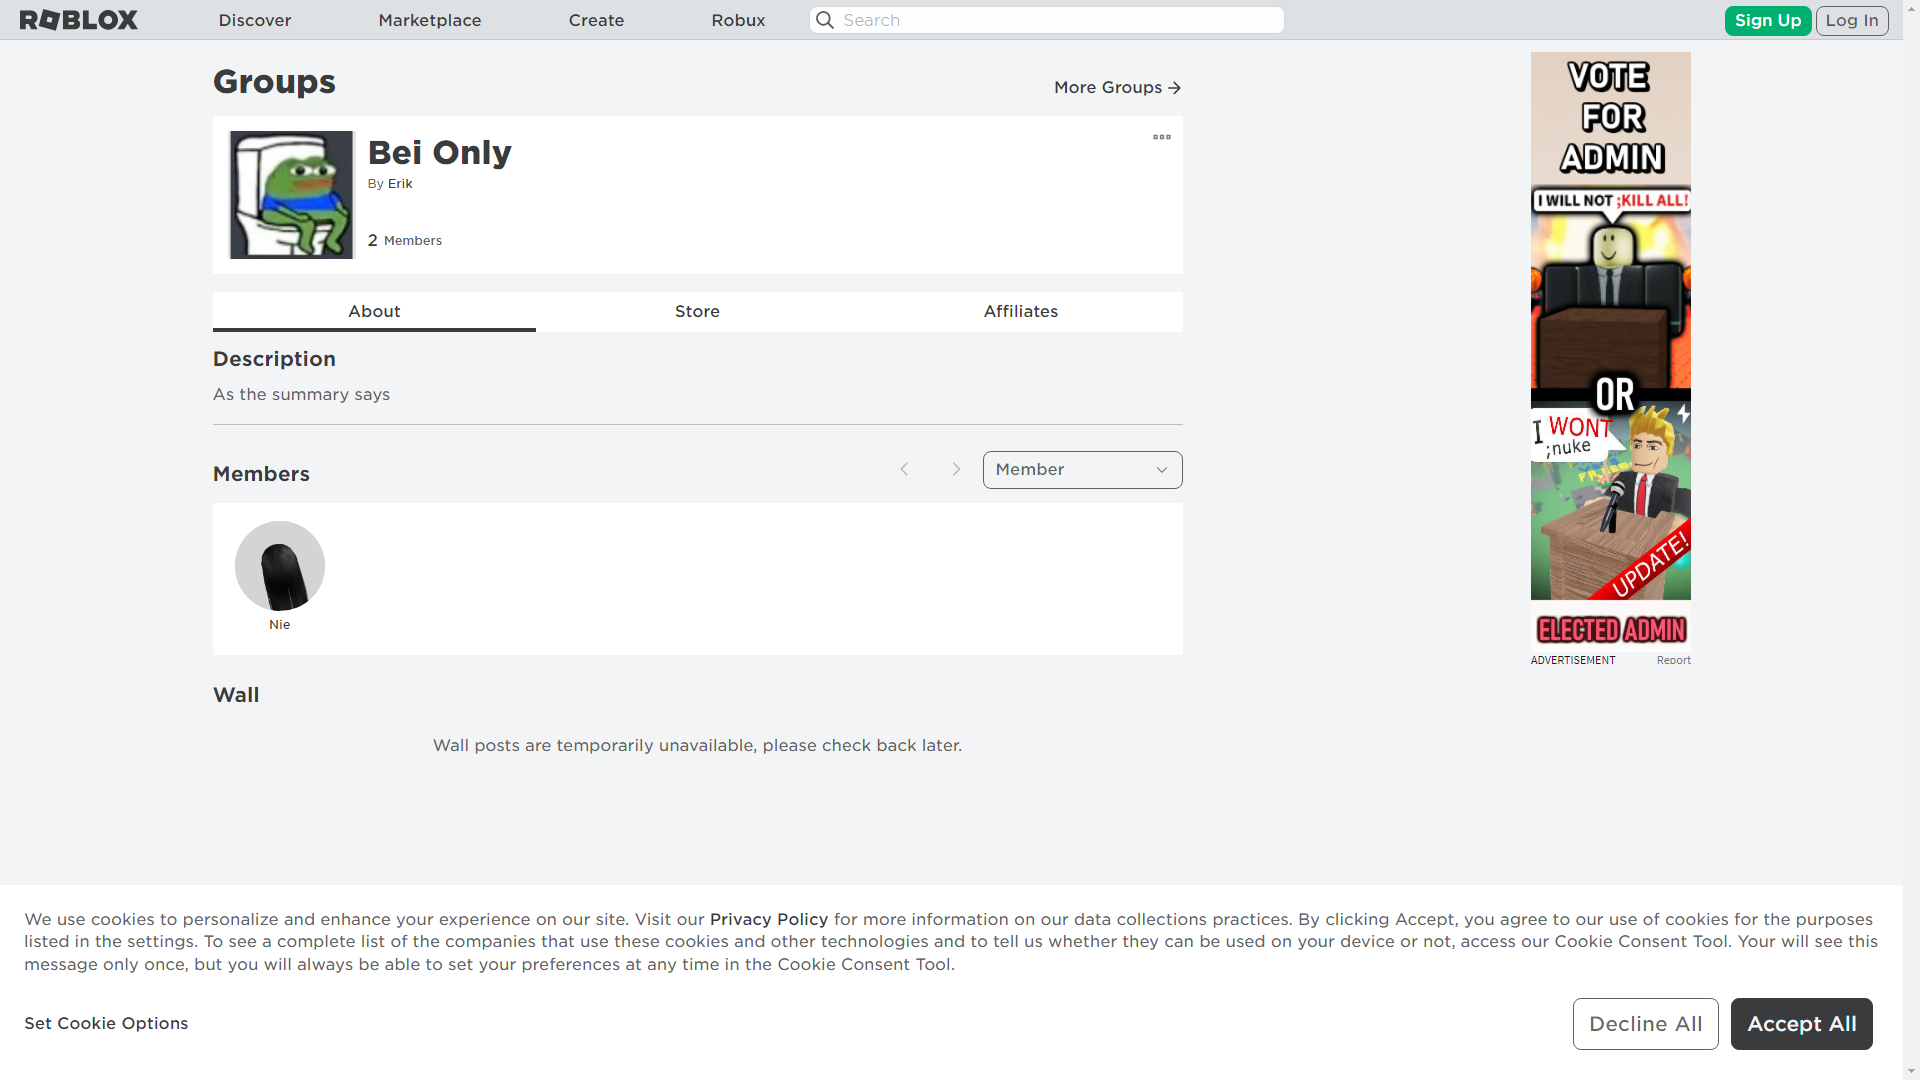 ROBLOX
Discover
Marketplace
Create
Robux
Search
Sign Up
Log In
Groups
More Groups
Bei Only
By Erik
2 Members
About
Store
Affiliates
Description
As the summary says
Members
Member
Nie
Wall
Wall posts are temporarily unavailable, please check back later.
VOTE
FOR
ADMIN
I WILL NOT ;KILL ALL!
OR
I WONT
;nuke
UPDATE!
ELECTED ADMIN
ADVERTISEMENT
Report
We use cookies to personalize and enhance your experience on our site. Visit our Privacy Policy for more information on our data collections practices. By clicking Accept, you agree to our use of cookies for the purposes
listed in the settings. To see a complete list of the companies that use these cookies and other technologies and to tell us whether they can be used on your device or not, access our Cookie Consent Tool. Your will see this
message only once, but you will always be able to set your preferences at any time in the Cookie Consent Tool.
Set Cookie Options
Decline All
Accept All